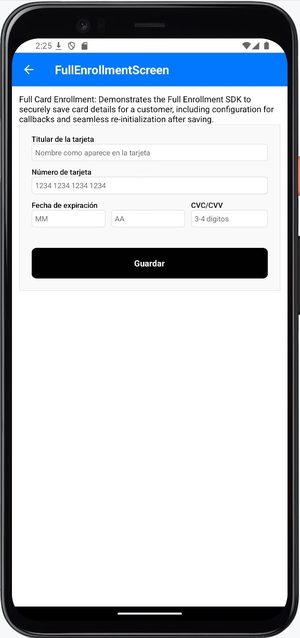 2:25
FullEnrollmentScreen
Full Card Enrollment: Demonstrates the Full Enrollment SDK to
securely save card details for a customer, including configuration for
callbacks and seamless re-initialization after saving.
Titular de la tarjeta
Nombre como aparece en la tarjeta
Número de tarjeta
1234 1234 1234 1234
Fecha de expiración CVC/CVV
MM AA 3-4 dígitos
Guardar